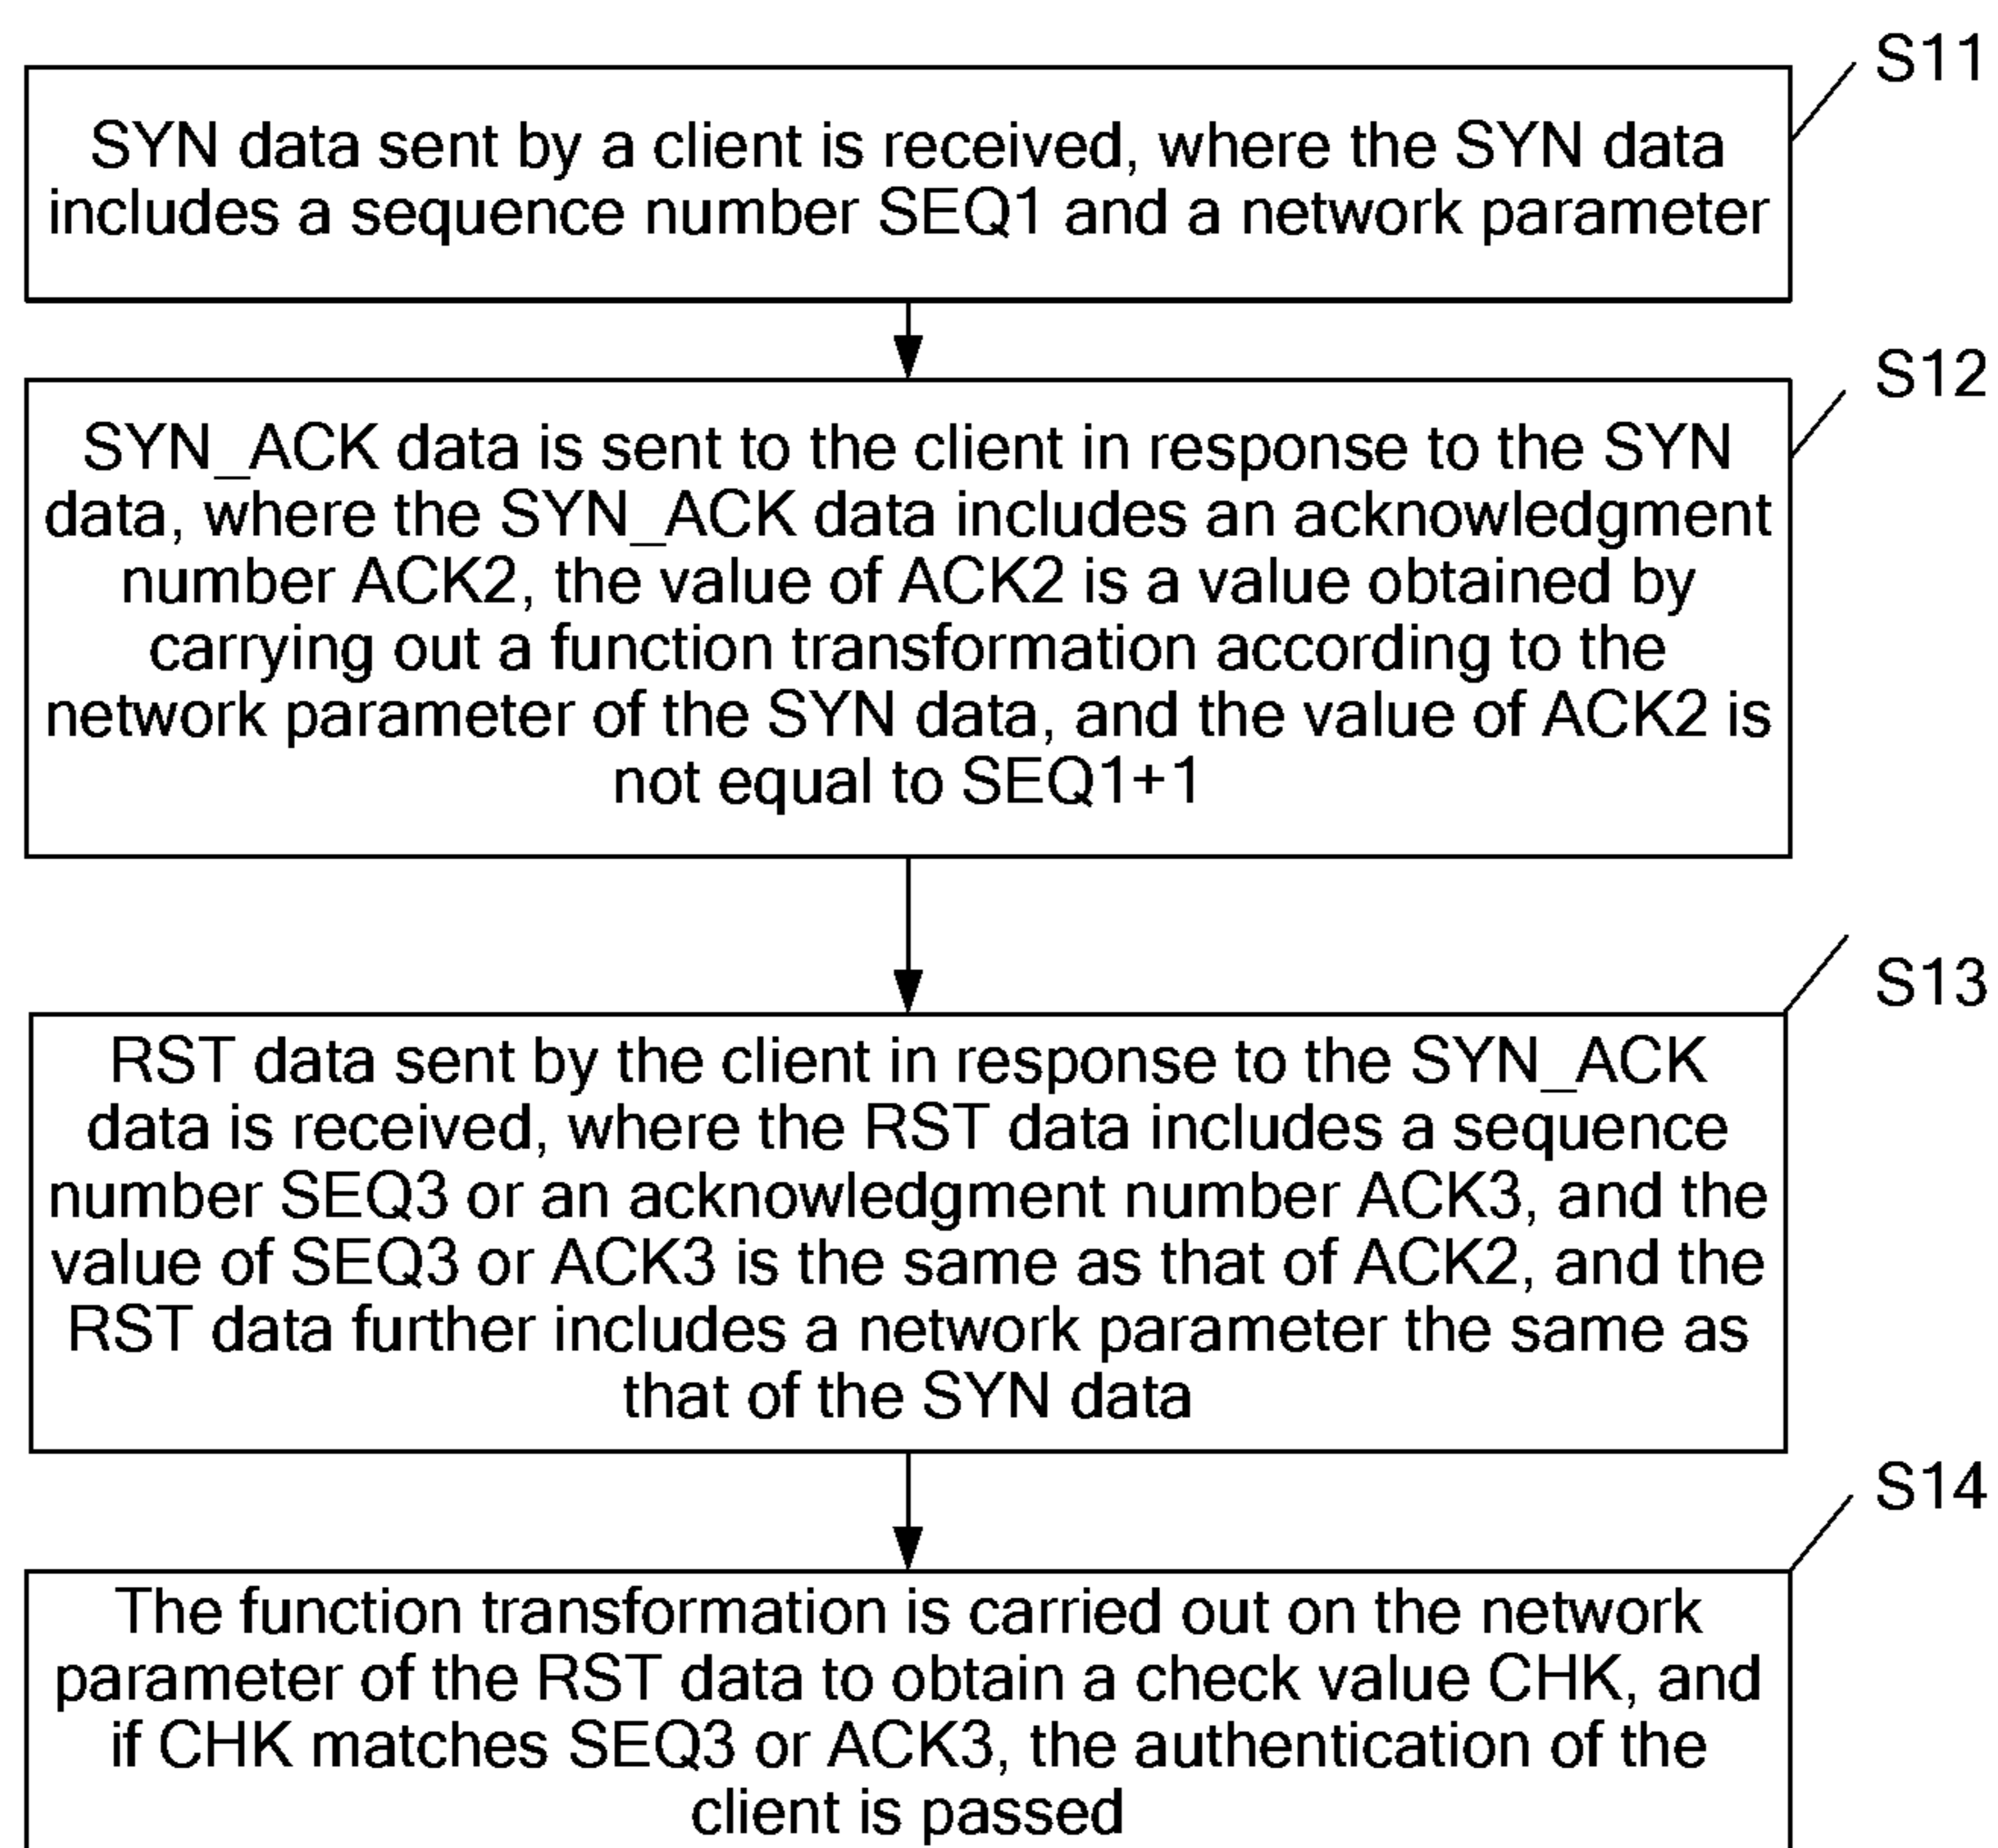 S11
SYN data sent by a client is received, where the SYN data
includes a sequence number SEQ1 and a network parameter
S12
SYN_ACK data is sent to the client in response to the SYN
data, where the SYN_ACK data includes an acknowledgment
number ACK2, the value of ACK2 is a value obtained by
carrying out a function transformation according to the
network parameter of the SYN data, and the value of ACK2 is
not equal to SEQ1+1
S13
RST data sent by the client in response to the SYN_ACK
data is received, where the RST data includes a sequence
number SEQ3 or an acknowledgment number ACK3, and the
value of SEQ3 or ACK3 is the same as that of ACK2, and the
RST data further includes a network parameter the same as
that of the SYN data
S14
The function transformation is carried out on the network
parameter of the RST data to obtain a check value CHK, and
if CHK matches SEQ3 or ACK3, the authentication of the
client is passed